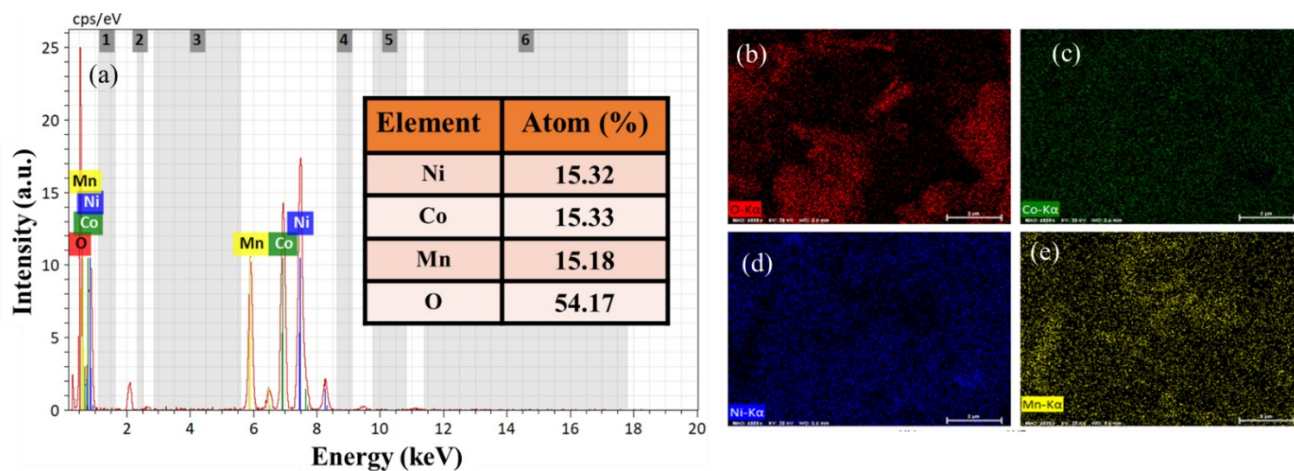 cps/eV
1 2 3 4 5 6
(a)
25
20
15
10
5
0
Intensity (a.u.)
Mn
Ni
Co
O
Mn Co Ni
Element Atom (%)
Ni 15.32
Co 15.33
Mn 15.18
O 54.17
2 4 6 8 10 12 14 16 18 20
Energy (keV)
(b)
O-Kα
(c)
Co-Kα
(d)
Ni-Kα
(e)
Mn-Kα